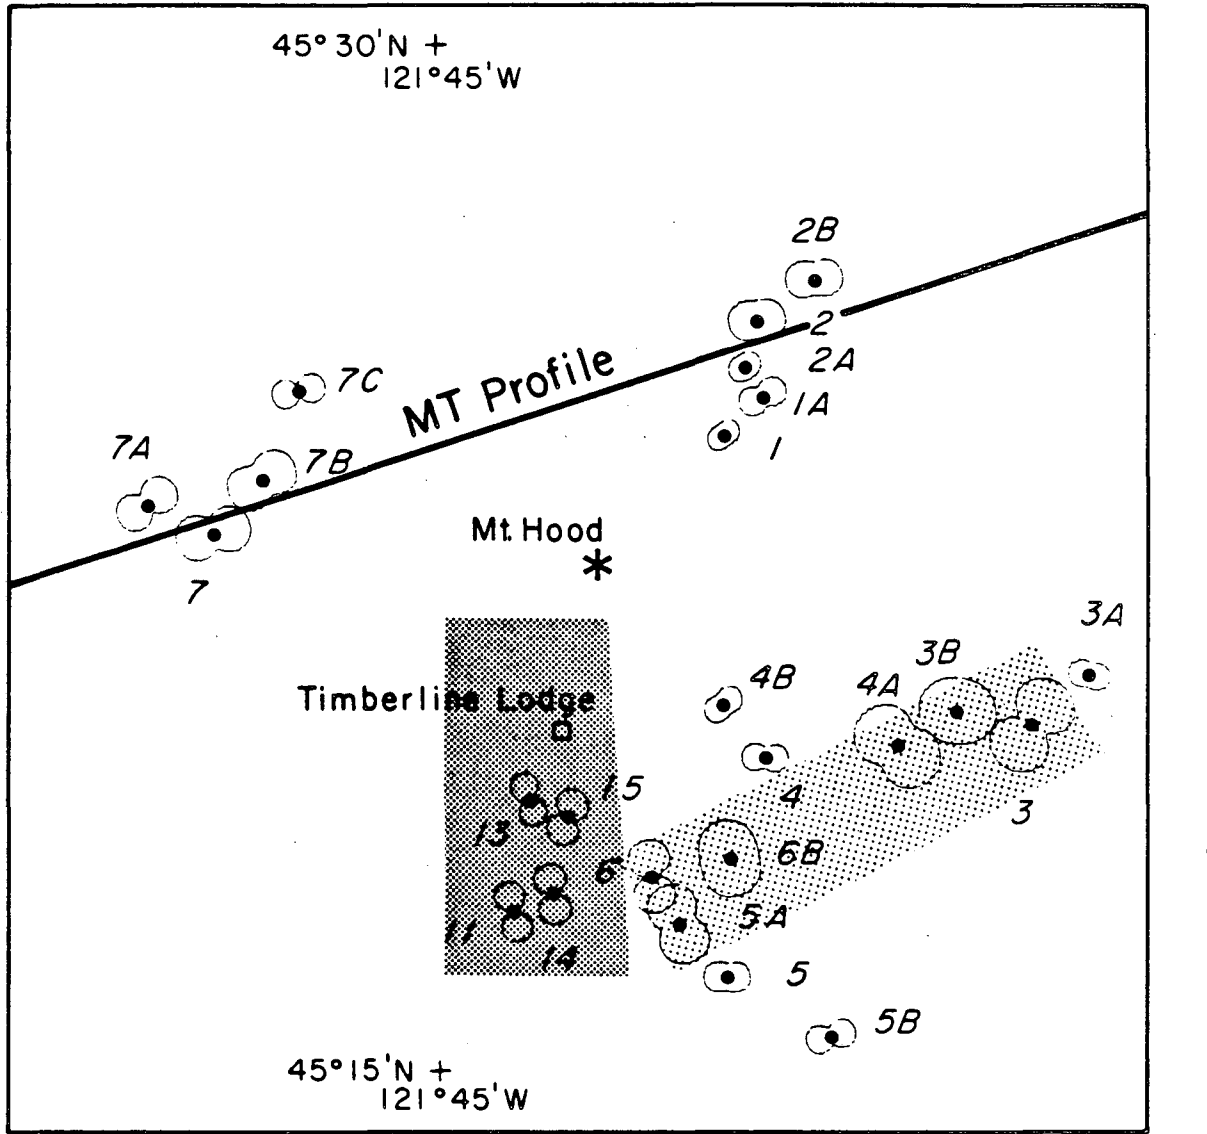 45° 30'N +
121°45'W
2B
2
2A
7C
MT Profile
1A
7A
7B
1
Mt. Hood
7
3A
3B
4B
4A
Timberline Lodge
15
4
3
13
6B
6
5A
11
14
5
5B
45° 15'N +
121°45'W